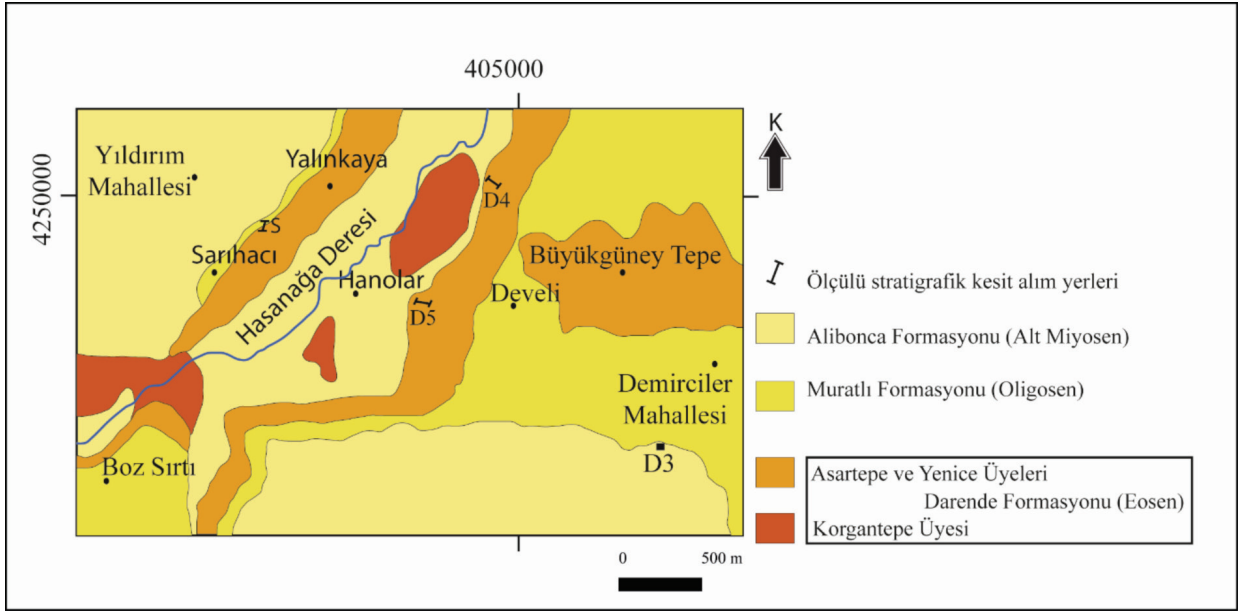 405000
K
4250000
Yıldırım
Mahallesi
Yalınkaya
D4
S
Sarıhacı
Hasanağa Deresi
Büyükgüney Tepe
Hanolar
Develi
D5
Demirciler
Mahallesi
Boz Sırtı
D3
Ölçülü stratigrafik kesit alım yerleri
Alibonca Formasyonu (Alt Miyosen)
Muratlı Formasyonu (Oligosen)
Asartepe ve Yenice Üyeleri
Darende Formasyonu (Eosen)
Korgantepe Üyesi
0 500 m